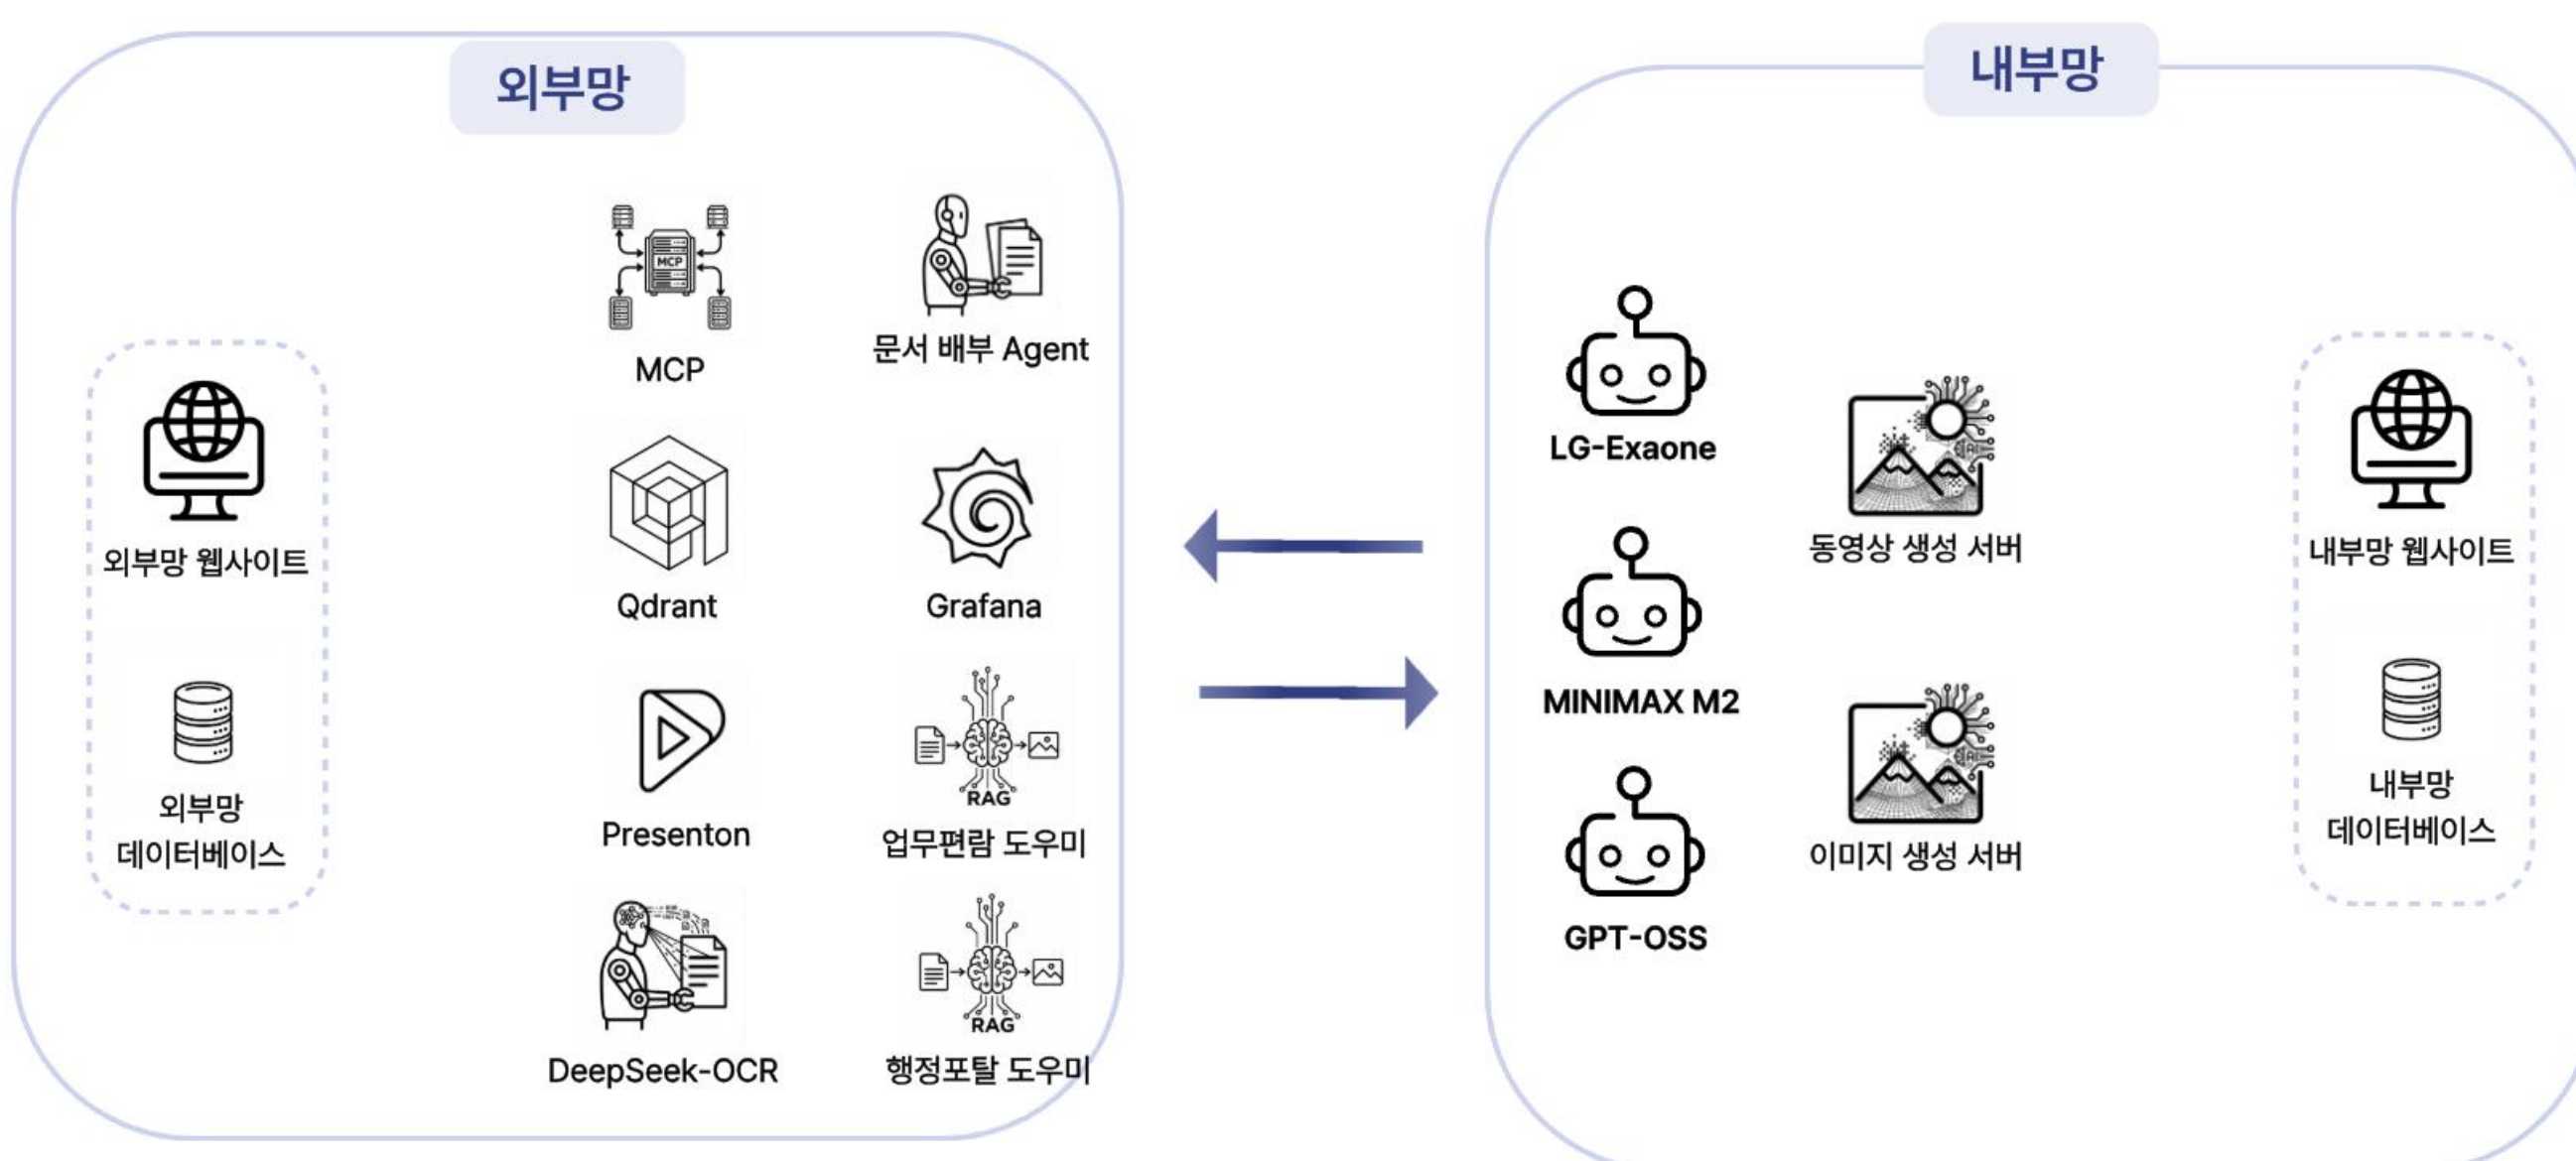 외부망
MCP
MCP
문서 배부 Agent
외부망 웹사이트
Qdrant
Grafana
외부망
데이터베이스
Presenton
RAG
업무편람 도우미
DeepSeek-OCR
RAG
행정포탈 도우미
내부망
LG-Exaone
동영상 생성 서버
MINIMAX M2
이미지 생성 서버
GPT-OSS
내부망 웹사이트
내부망
데이터베이스